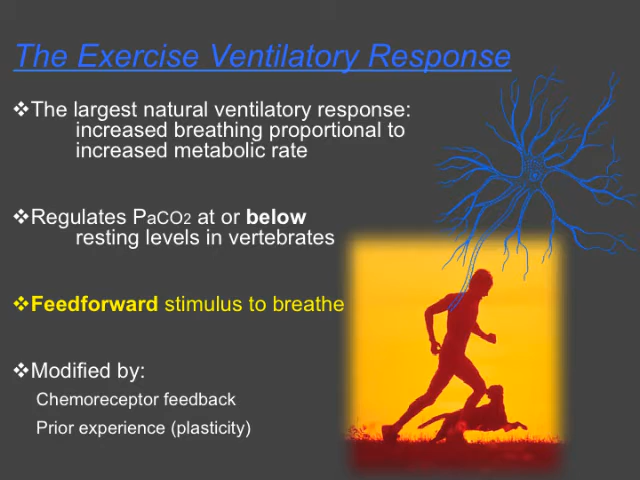 The Exercise Ventilatory Response
❖The largest natural ventilatory response:
increased breathing proportional to
increased metabolic rate
❖Regulates PaCO2 at or below
resting levels in vertebrates
❖Feedforward stimulus to breathe
❖Modified by:
Chemoreceptor feedback
Prior experience (plasticity)